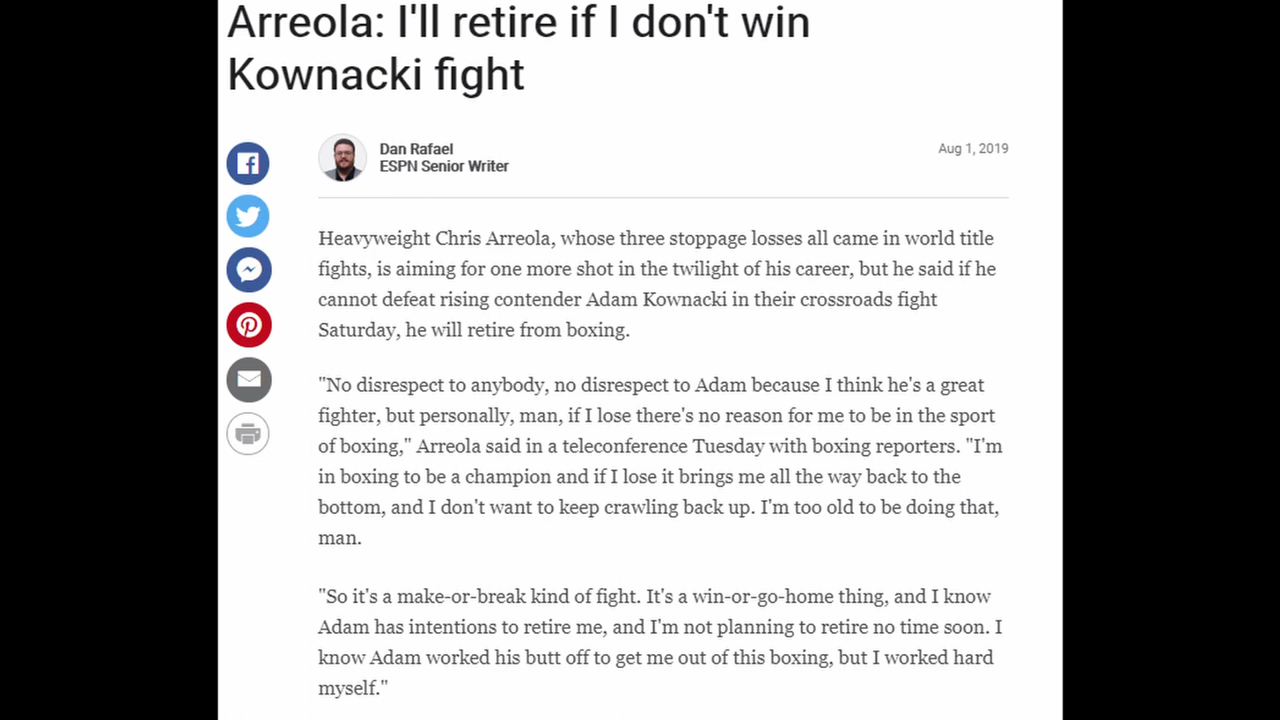 Arreola: I'll retire if I don't win
Kownacki fight
Dan Rafael
ESPN Senior Writer
Aug 1, 2019
Heavyweight Chris Arreola, whose three stoppage losses all came in world title
fights, is aiming for one more shot in the twilight of his career, but he said if he
cannot defeat rising contender Adam Kownacki in their crossroads fight
Saturday, he will retire from boxing.
"No disrespect to anybody, no disrespect to Adam because I think he's a great
fighter, but personally, man, if I lose there's no reason for me to be in the sport
of boxing," Arreola said in a teleconference Tuesday with boxing reporters. "I'm
in boxing to be a champion and if I lose it brings me all the way back to the
bottom, and I don't want to keep crawling back up. I'm too old to be doing that,
man.
"So it's a make-or-break kind of fight. It's a win-or-go-home thing, and I know
Adam has intentions to retire me, and I'm not planning to retire no time soon. I
know Adam worked his butt off to get me out of this boxing, but I worked hard
myself."